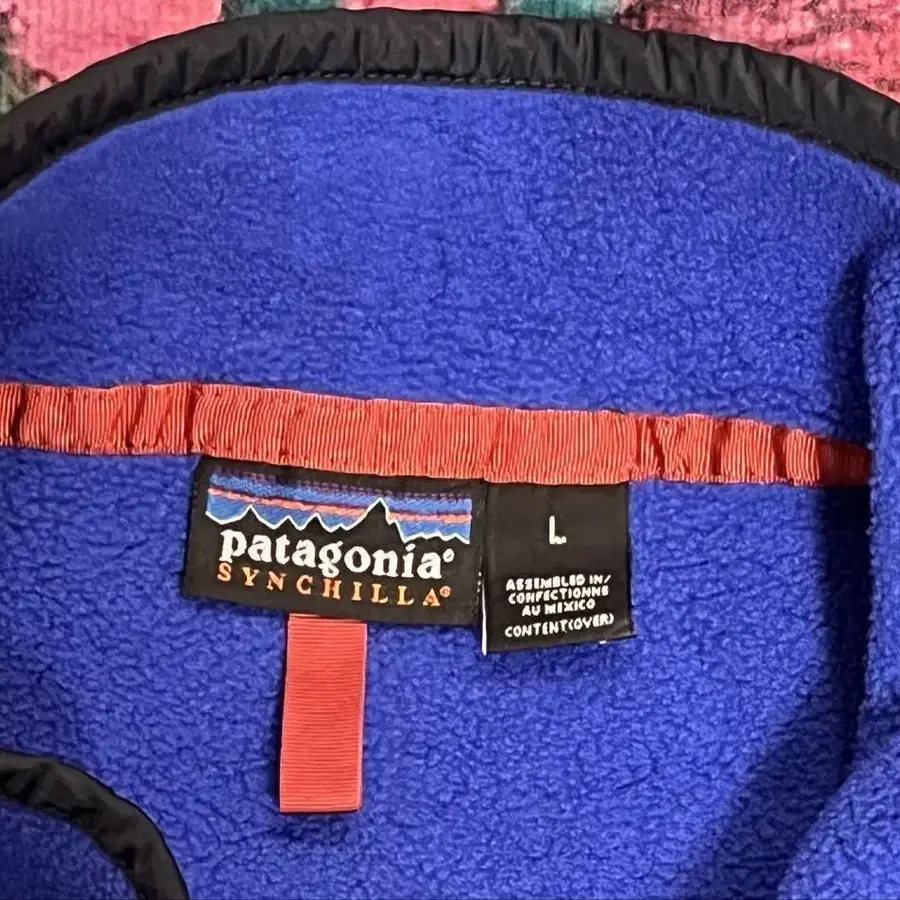 patagonia®
SYNCHILLA®
L
ASSEMBLED IN/
CONFECTIONNE
AU MEXICO
CONTENT(OVER)